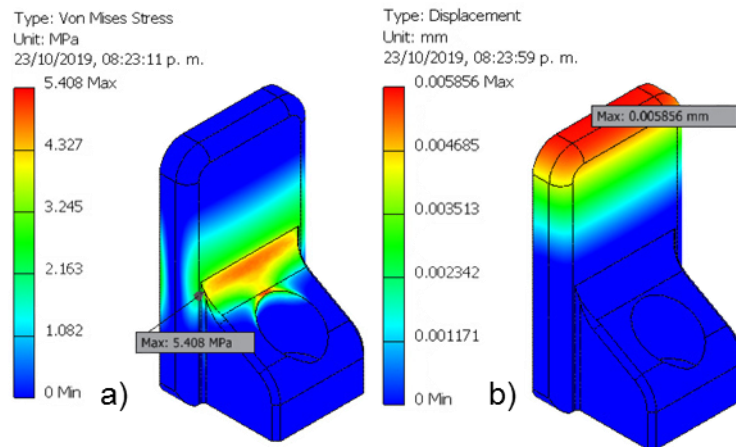 Type: Von Mises Stress
Unit: MPa
23/10/2019, 08:23:11 p. m.
5.408 Max
4.327
3.245
2.163
1.082
0 Min
Max: 5.408 MPa
a)
Type: Displacement
Unit: mm
23/10/2019, 08:23:59 p. m.
0.005856 Max
0.004685
0.003513
0.002342
0.001171
0 Min
Max: 0.005856 mm
b)